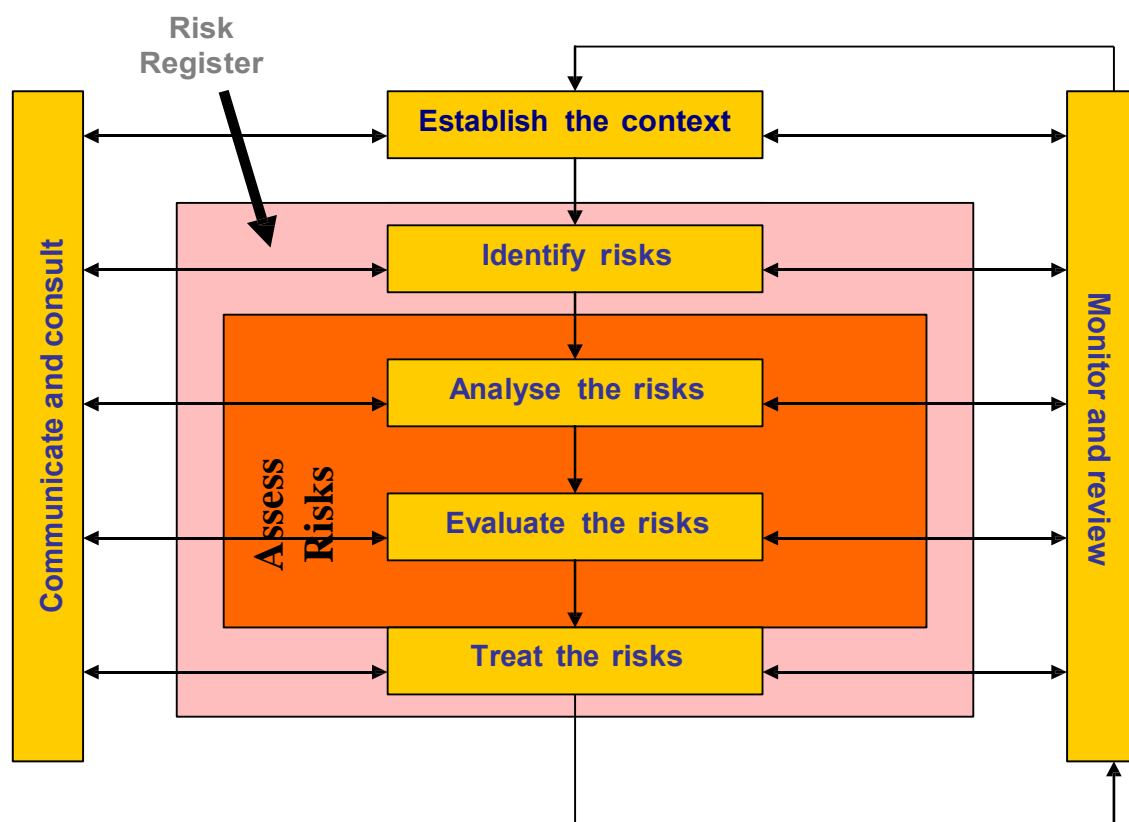 Risk
Register
Establish the context
Identify risks
Analyse the risks
Evaluate the risks
Treat the risks
Assess
Risks
Communicate and consult
Monitor and review